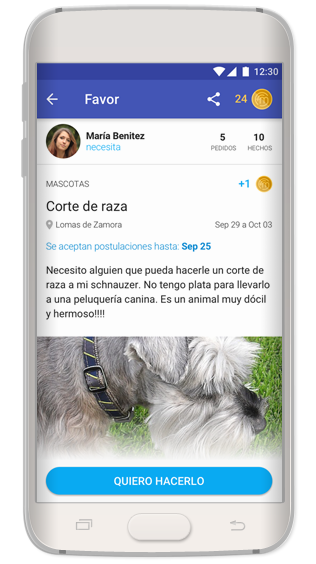 12:30
Favor
24
María Benitez
necesita
5
PEDIDOS
10
HECHOS
MASCOTAS
+1
Corte de raza
Lomas de Zamora
Sep 29 a Oct 03
Se aceptan postulaciones hasta: Sep 25
Necesito alguien que pueda hacerle un corte de
raza a mi schnauzer. No tengo plata para llevarlo
a una peluquería canina. Es un animal muy dócil
y hermoso!!!!
QUIERO HACERLO